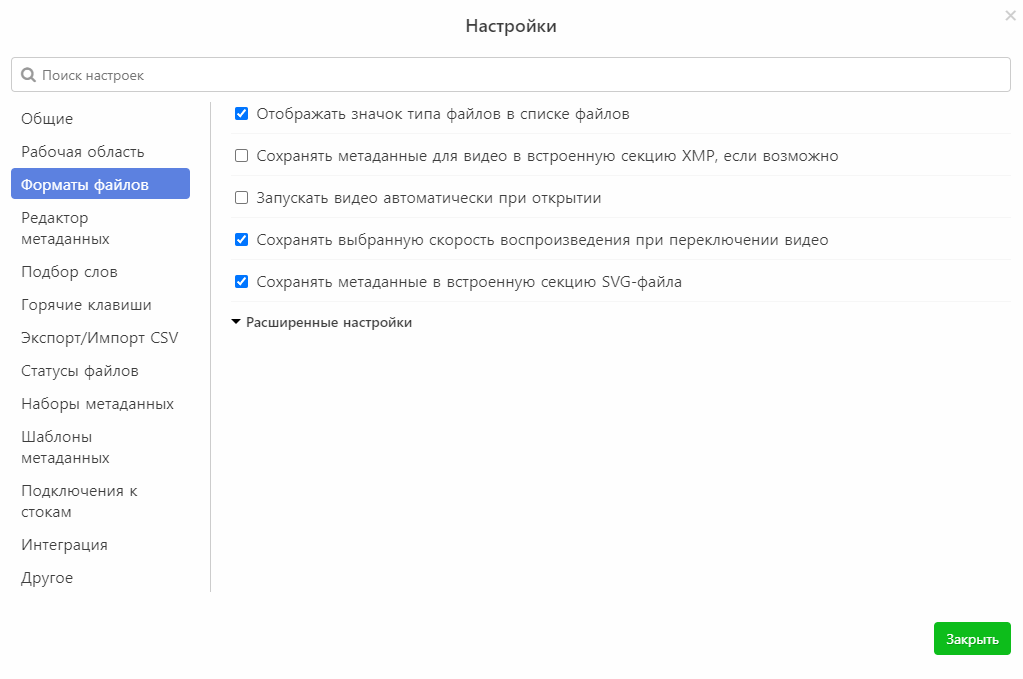 Настройки
Поиск настроек
Общие
Рабочая область
Форматы файлов
Редактор
метаданных
Подбор слов
Горячие клавиши
Экспорт/Импорт CSV
Статусы файлов
Наборы метаданных
Шаблоны
метаданных
Подключения к
стокам
Интеграция
Другое
Отображать значок типа файлов в списке файлов
Сохранять метаданные для видео в встроенную секцию XMP, если возможно
Запускать видео автоматически при открытии
Сохранять выбранную скорость воспроизведения при переключении видео
Сохранять метаданные в встроенную секцию SVG-файла
Расширенные настройки
Закрыть